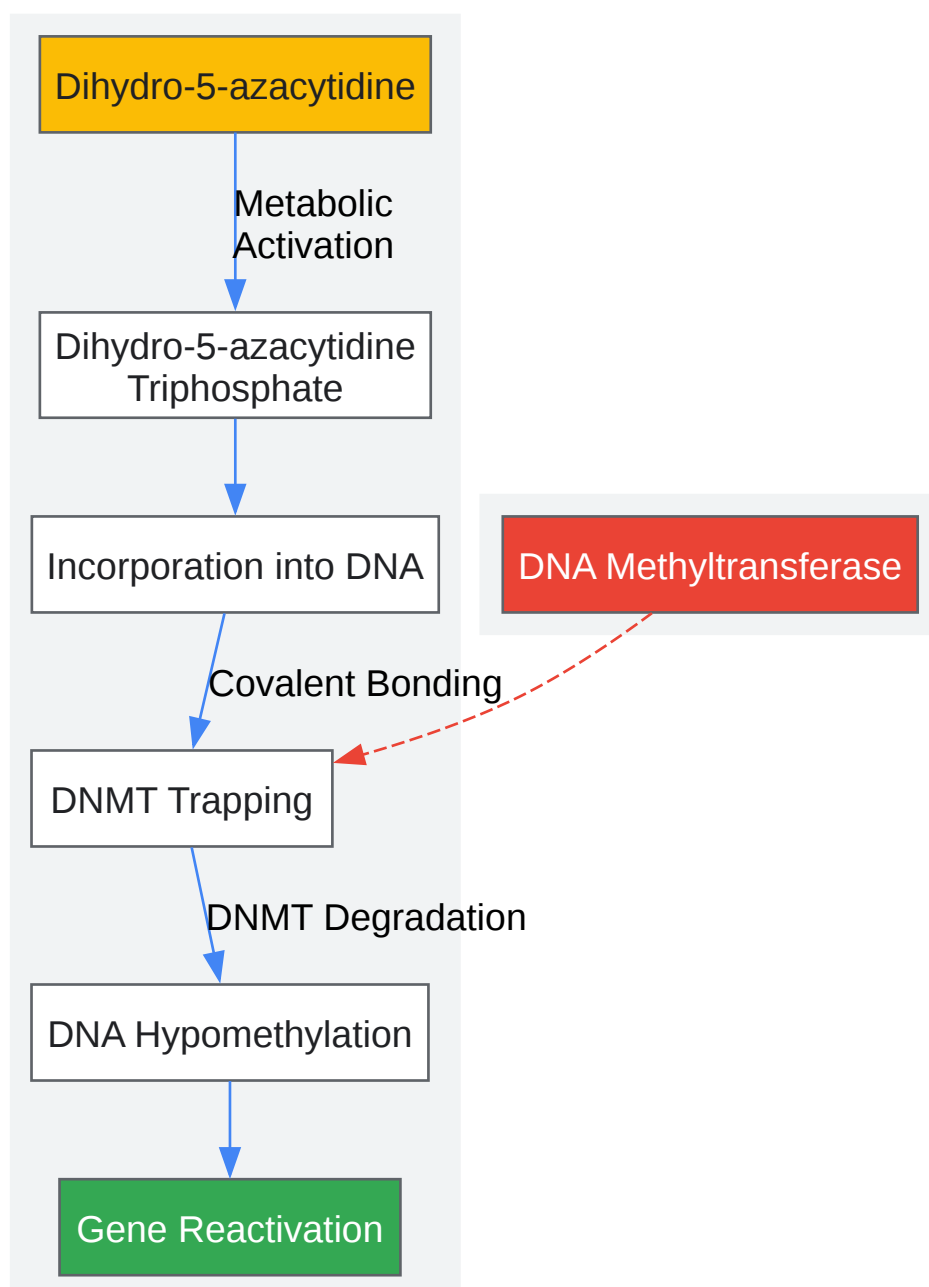 Dihydro-5-azacytidine
Metabolic
Activation
Dihydro-5-azacytidine
Triphosphate
Incorporation into DNA
DNA Methyltransferase
Covalent Bonding
DNMT Trapping
DNMT Degradation
DNA Hypomethylation
Gene Reactivation